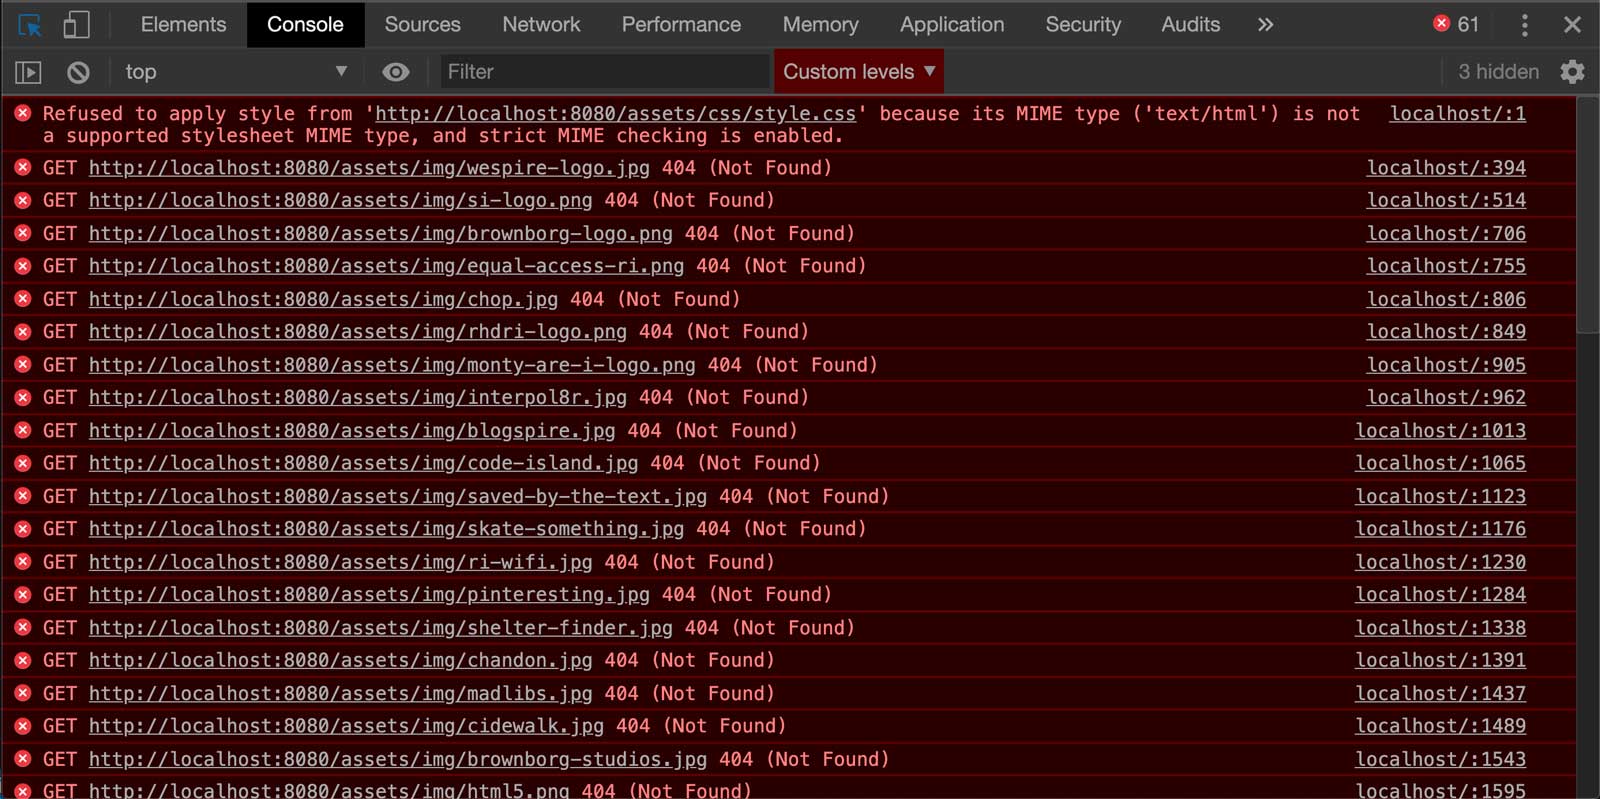 Elements Console Sources Network Performance Memory Application Security Audits » 61
top Filter Custom levels 3 hidden
Refused to apply style from 'http://localhost:8080/assets/css/style.css' because its MIME type ('text/html') is not localhost/:1
a supported stylesheet MIME type, and strict MIME checking is enabled.
GET http://localhost:8080/assets/img/wespire-logo.jpg 404 (Not Found) localhost/:394
GET http://localhost:8080/assets/img/si-logo.png 404 (Not Found) localhost/:514
GET http://localhost:8080/assets/img/brownborg-logo.png 404 (Not Found) localhost/:706
GET http://localhost:8080/assets/img/equal-access-ri.png 404 (Not Found) localhost/:755
GET http://localhost:8080/assets/img/chop.jpg 404 (Not Found) localhost/:806
GET http://localhost:8080/assets/img/rhdri-logo.png 404 (Not Found) localhost/:849
GET http://localhost:8080/assets/img/monty-are-i-logo.png 404 (Not Found) localhost/:905
GET http://localhost:8080/assets/img/interpol8r.jpg 404 (Not Found) localhost/:962
GET http://localhost:8080/assets/img/blogspire.jpg 404 (Not Found) localhost/:1013
GET http://localhost:8080/assets/img/code-island.jpg 404 (Not Found) localhost/:1065
GET http://localhost:8080/assets/img/saved-by-the-text.jpg 404 (Not Found) localhost/:1123
GET http://localhost:8080/assets/img/skate-something.jpg 404 (Not Found) localhost/:1176
GET http://localhost:8080/assets/img/ri-wifi.jpg 404 (Not Found) localhost/:1230
GET http://localhost:8080/assets/img/pinteresting.jpg 404 (Not Found) localhost/:1284
GET http://localhost:8080/assets/img/shelter-finder.jpg 404 (Not Found) localhost/:1338
GET http://localhost:8080/assets/img/chandon.jpg 404 (Not Found) localhost/:1391
GET http://localhost:8080/assets/img/madlibs.jpg 404 (Not Found) localhost/:1437
GET http://localhost:8080/assets/img/cidewalk.jpg 404 (Not Found) localhost/:1489
GET http://localhost:8080/assets/img/brownborg-studios.jpg 404 (Not Found) localhost/:1543
GET http://localhost:8080/assets/img/html5.png 404 (Not Found) localhost/:1595